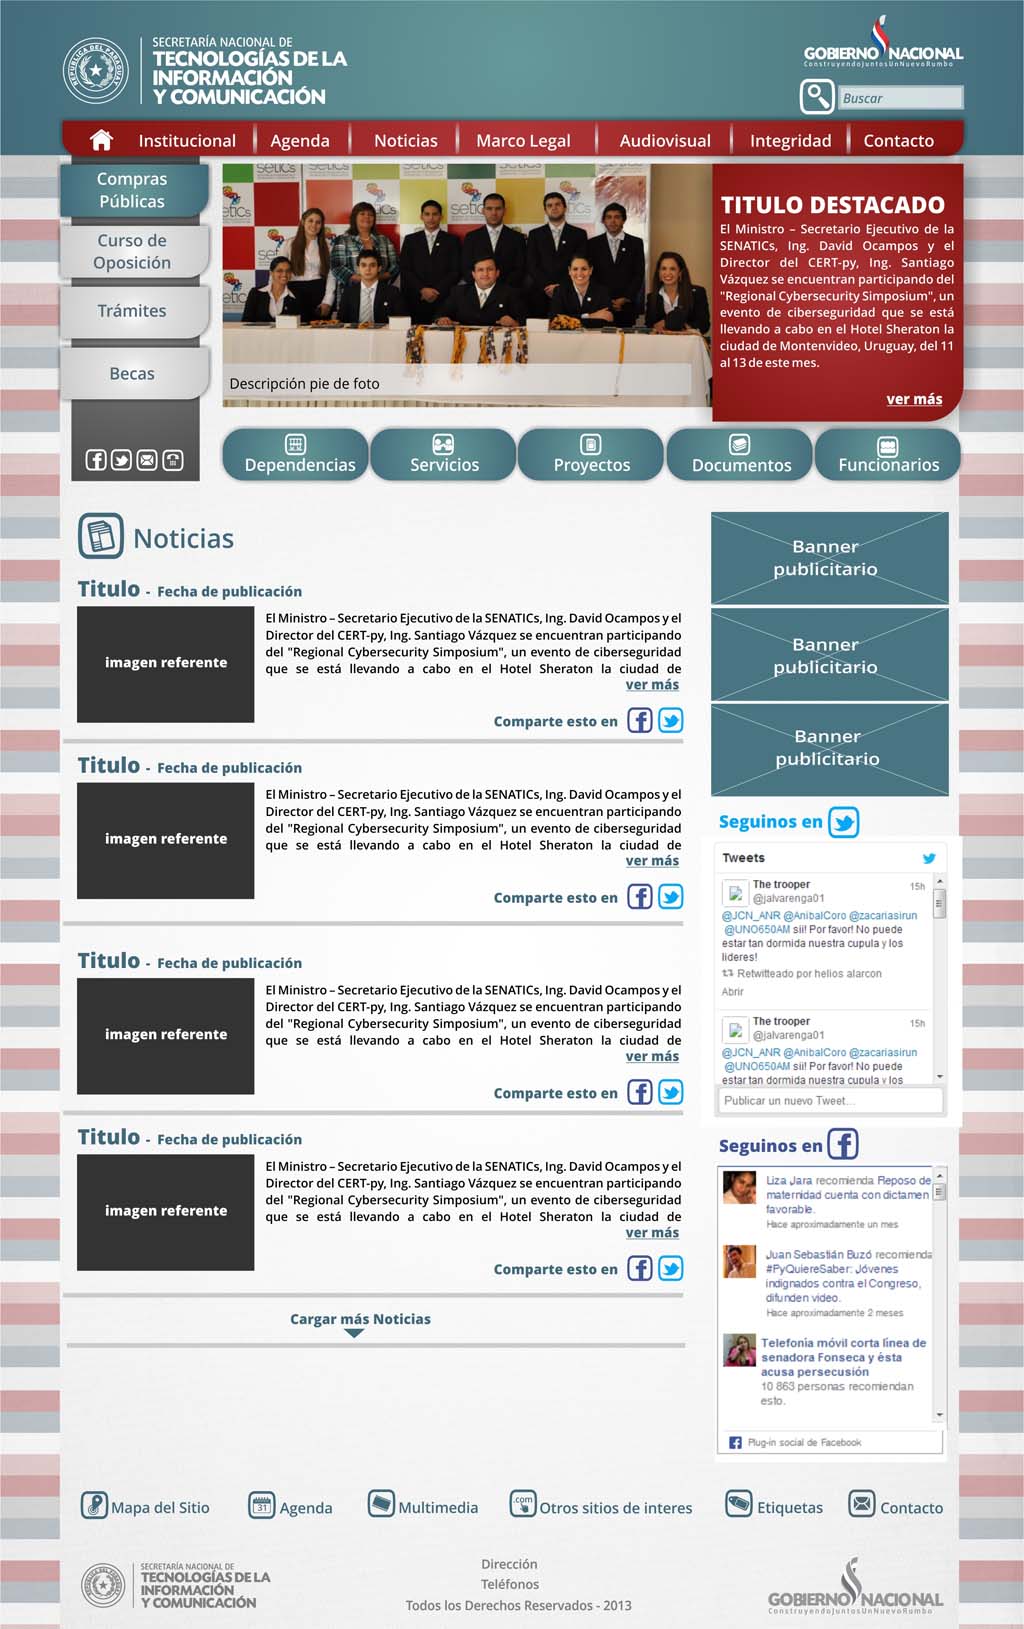 REPUBLICA DEL PARAGUAY
SECRETARÍA NACIONAL DE
TECNOLOGÍAS DE LA
INFORMACIÓN
Y COMUNICACIÓN
GOBIERNO NACIONAL
ConstruyendoJuntosUnNuevoRumbo
Buscar
Institucional
Agenda
Noticias
Marco Legal
Audiovisual
Integridad
Contacto
Compras
Públicas
Curso de
Oposición
Trámites
Becas
Descripción pie de foto
TITULO DESTACADO
El Ministro – Secretario Ejecutivo de la
SENATICs, Ing. David Ocampos y el
Director del CERT-py, Ing. Santiago
Vázquez se encuentran participando del
"Regional Cybersecurity Simposium", un
evento de ciberseguridad que se está
llevando a cabo en el Hotel Sheraton la
ciudad de Montenvideo, Uruguay, del 11
al 13 de este mes.
ver más
Dependencias
Servicios
Proyectos
Documentos
Funcionarios
Noticias
Titulo - Fecha de publicación
imagen referente
El Ministro – Secretario Ejecutivo de la SENATICs, Ing. David Ocampos y el
Director del CERT-py, Ing. Santiago Vázquez se encuentran participando
del "Regional Cybersecurity Simposium", un evento de ciberseguridad
que se está llevando a cabo en el Hotel Sheraton la ciudad de
ver más
Comparte esto en
Titulo - Fecha de publicación
imagen referente
El Ministro – Secretario Ejecutivo de la SENATICs, Ing. David Ocampos y el
Director del CERT-py, Ing. Santiago Vázquez se encuentran participando
del "Regional Cybersecurity Simposium", un evento de ciberseguridad
que se está llevando a cabo en el Hotel Sheraton la ciudad de
ver más
Comparte esto en
Titulo - Fecha de publicación
imagen referente
El Ministro – Secretario Ejecutivo de la SENATICs, Ing. David Ocampos y el
Director del CERT-py, Ing. Santiago Vázquez se encuentran participando
del "Regional Cybersecurity Simposium", un evento de ciberseguridad
que se está llevando a cabo en el Hotel Sheraton la ciudad de
ver más
Comparte esto en
Titulo - Fecha de publicación
imagen referente
El Ministro – Secretario Ejecutivo de la SENATICs, Ing. David Ocampos y el
Director del CERT-py, Ing. Santiago Vázquez se encuentran participando
del "Regional Cybersecurity Simposium", un evento de ciberseguridad
que se está llevando a cabo en el Hotel Sheraton la ciudad de
ver más
Comparte esto en
Cargar más Noticias
Banner
publicitario
Banner
publicitario
Banner
publicitario
Seguinos en
Tweets
The trooper 15h
@jalvarenga01
@JCN_ANR @AnibalCoro @zacariasirun
@UNO650AM sii! Por favor! No puede
estar tan dormida nuestra cupula y los
lideres!
Retwitteado por helios alarcon
Abrir
The trooper 15h
@jalvarenga01
@JCN_ANR @AnibalCoro @zacariasirun
@UNO650AM sii! Por favor! No puede
estar tan dormida nuestra cupula y los
Publicar un nuevo Tweet...
Seguinos en
Liza Jara recomienda Reposo de
maternidad cuenta con dictamen
favorable.
Hace aproximadamente un mes
Juan Sebastián Buzó recomienda
#PyQuiereSaber: Jóvenes
indignados contra el Congreso,
difunden video.
Hace aproximadamente 2 meses
Telefonía móvil corta línea de
senadora Fonseca y ésta
acusa persecusión
10 863 personas recomiendan
esto.
Plug-in social de Facebook
Mapa del Sitio
31
Agenda
Multimedia
.com
Otros sitios de interes
Etiquetas
Contacto
SECRETARÍA NACIONAL DE
TECNOLOGÍAS DE LA
INFORMACIÓN
Y COMUNICACIÓN
Dirección
Teléfonos
Todos los Derechos Reservados - 2013
GOBIERNO NACIONAL
ConstruyendoJuntosUnNuevoRumbo